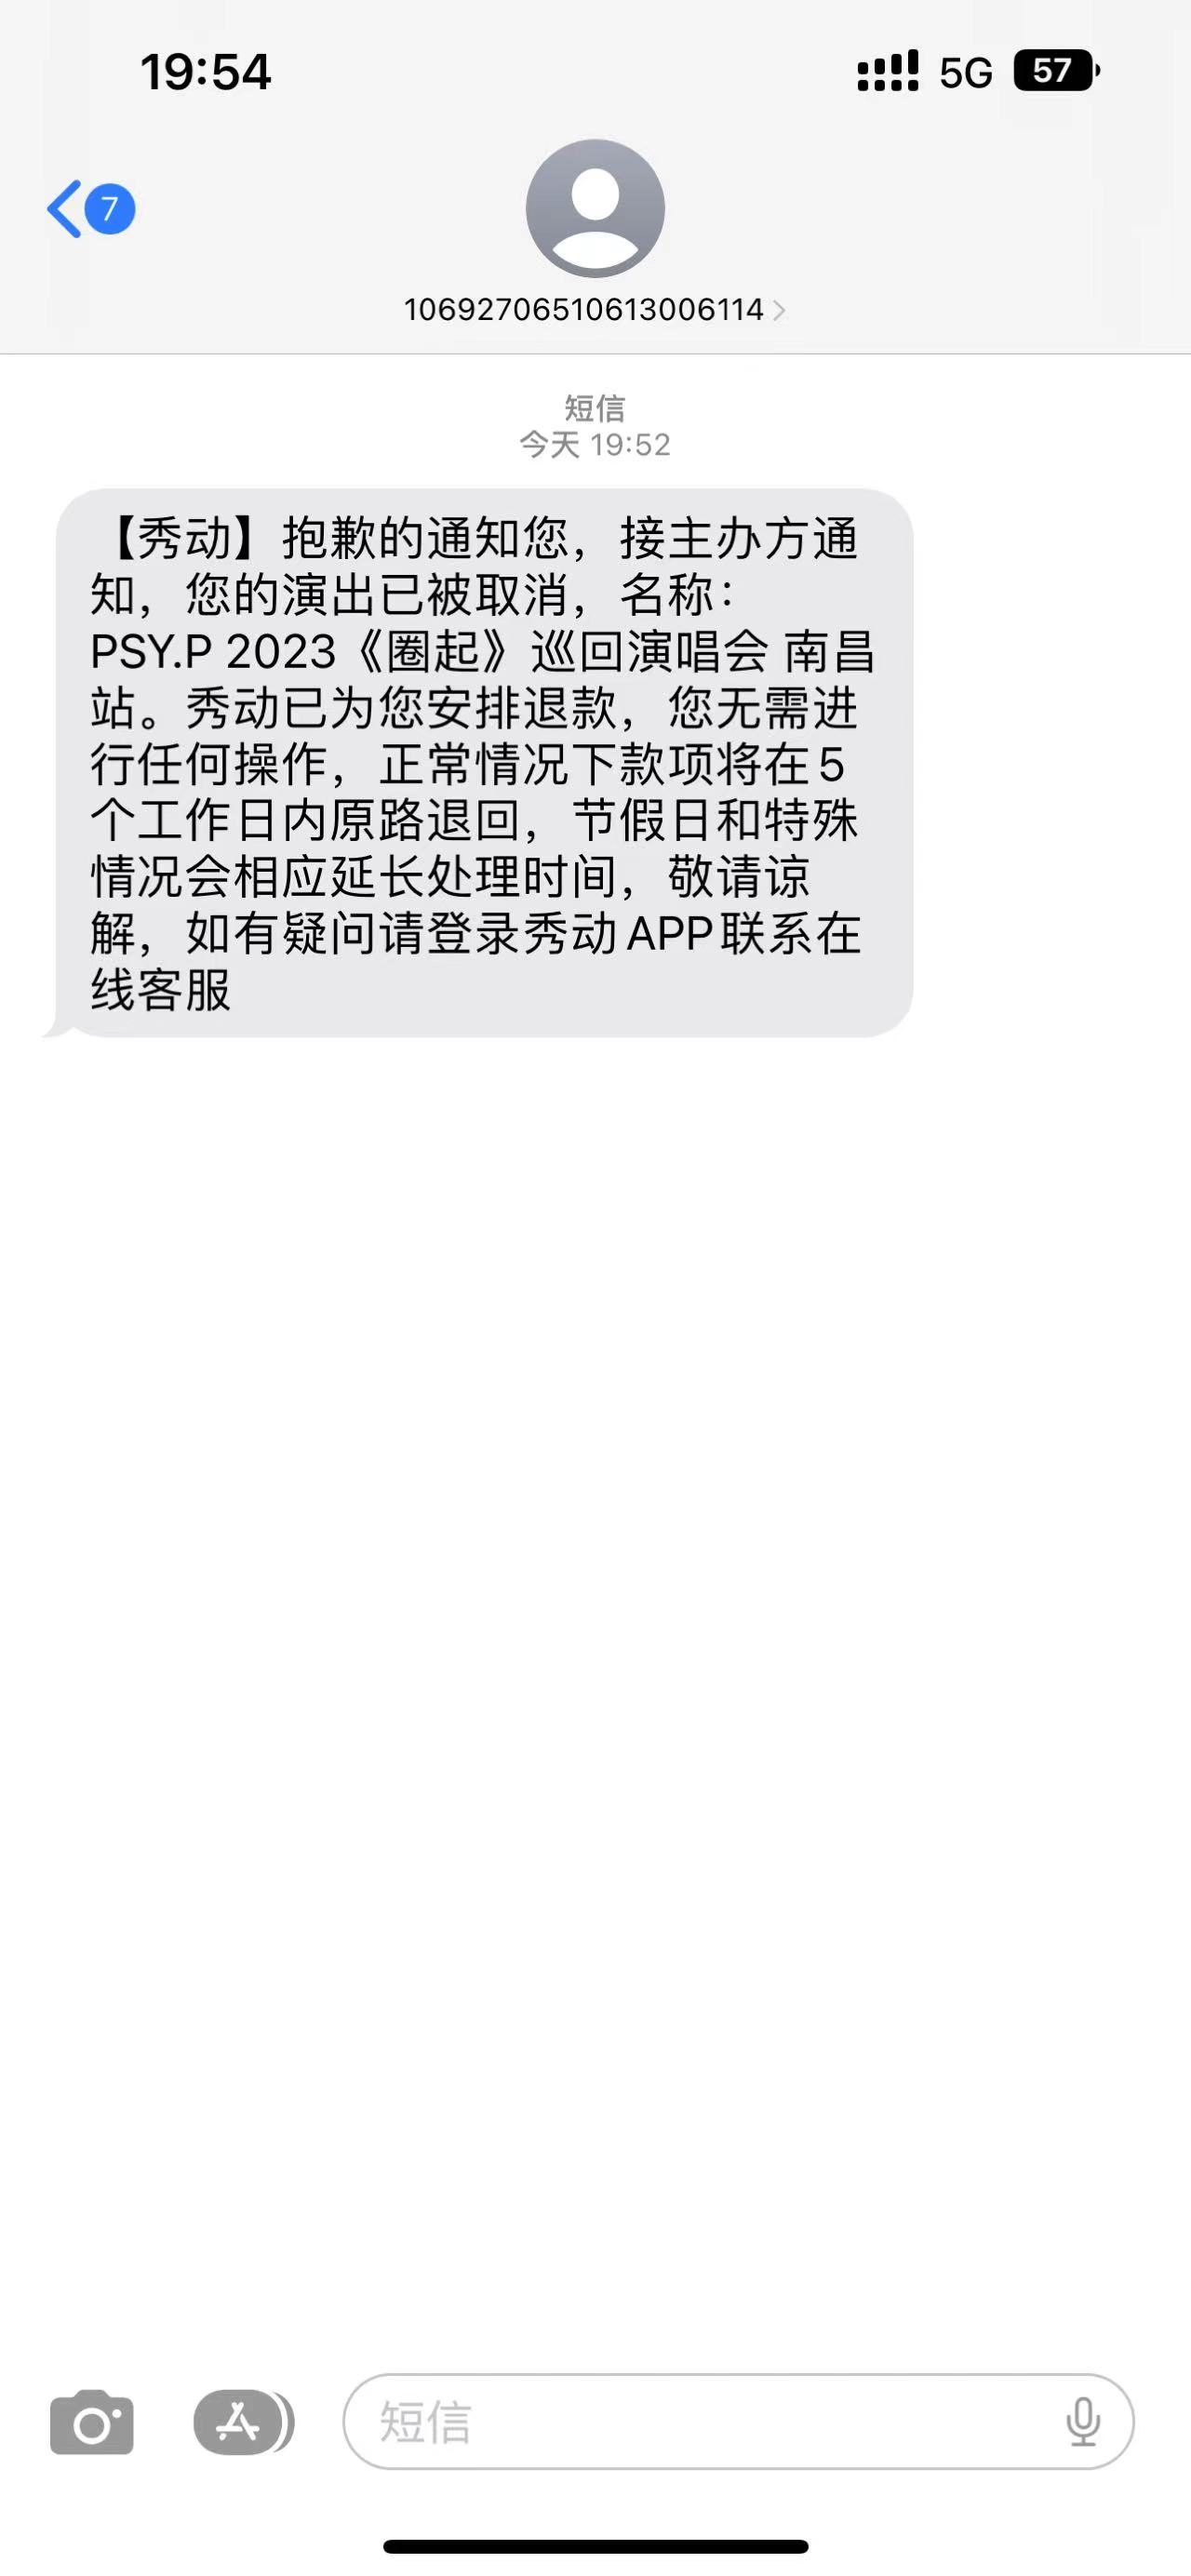 19:54
5G
57
7
10692706510613006114
短信
今天 19:52
【秀动】抱歉的通知您，接主办方通
知，您的演出已被取消，名称：
PSY.P 2023《圈起》巡回演唱会 南昌
站。秀动已为您安排退款，您无需进
行任何操作，正常情况下款项将在5
个工作日内原路退回，节假日和特殊
情况会相应延长处理时间，敬请谅
解，如有疑问请登录秀动APP联系在
线客服
短信